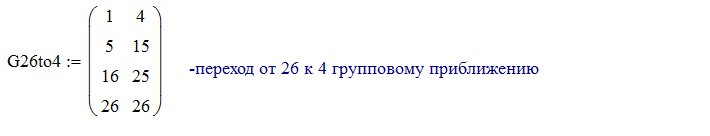 1 4
5 15
G26to4 :=
16 25
-переход от 26 к 4 групповому приближению
26 26